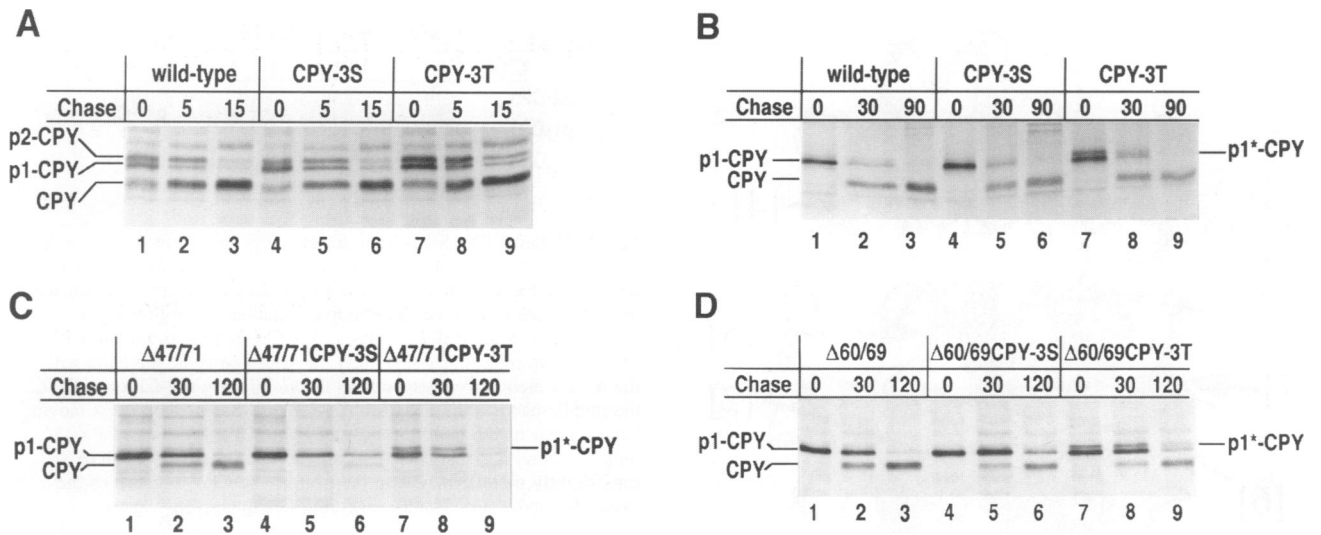 A
wild-type CPY-3S CPY-3T
Chase 0 5 15 0 5 15 0 5 15
p2-CPY
p1-CPY
CPY
1 2 3 4 5 6 7 8 9
B
wild-type CPY-3S CPY-3T
Chase 0 30 90 0 30 90 0 30 90
p1-CPY
p1*-CPY
CPY
1 2 3 4 5 6 7 8 9
C
Δ47/71 Δ47/71CPY-3S Δ47/71CPY-3T
Chase 0 30 120 0 30 120 0 30 120
p1-CPY
p1*-CPY
CPY
1 2 3 4 5 6 7 8 9
D
Δ60/69 Δ60/69CPY-3S Δ60/69CPY-3T
Chase 0 30 120 0 30 120 0 30 120
p1-CPY
p1*-CPY
CPY
1 2 3 4 5 6 7 8 9